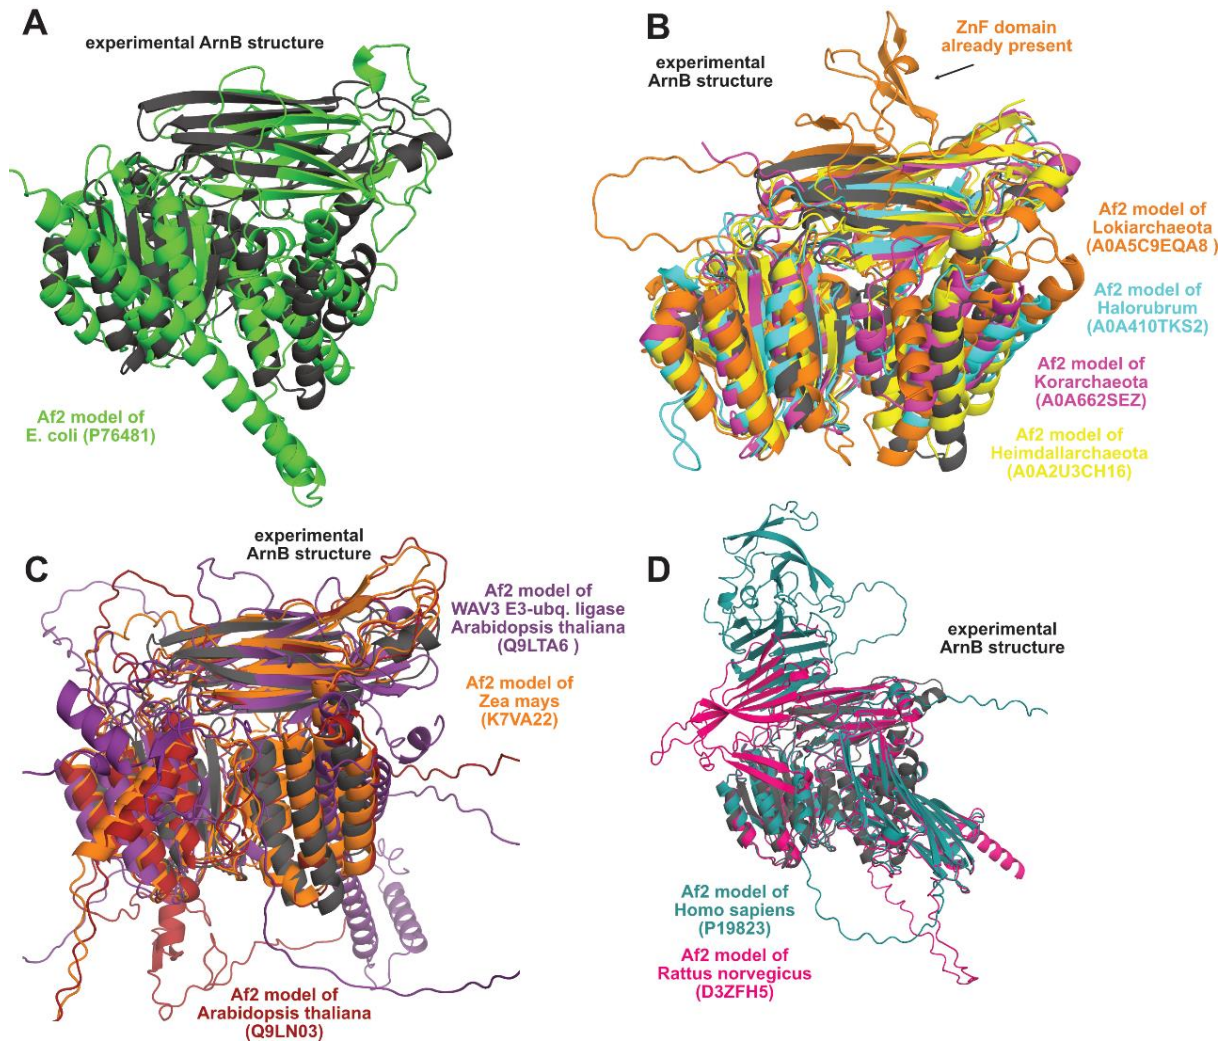 A
experimental ArnB structure
Af2 model of
E. coli (P76481)
B
experimental
ArnB structure
ZnF domain
already present
Af2 model of
Lokiarchaeota
(A0A5C9EQA8 )
Af2 model of
Halorubrum
(A0A410TKS2)
Af2 model of
Korarchaeota
(A0A662SEZ)
Af2 model of
Heimdallarchaeota
(A0A2U3CH16)
C
experimental
ArnB structure
Af2 model of
WAV3 E3-ubq. ligase
Arabidopsis thaliana
(Q9LTA6 )
Af2 model of
Zea mays
(K7VA22)
Af2 model of
Arabidopsis thaliana
(Q9LN03)
D
experimental
ArnB structure
Af2 model of
Homo sapiens
(P19823)
Af2 model of
Rattus norvegicus
(D3ZFH5)